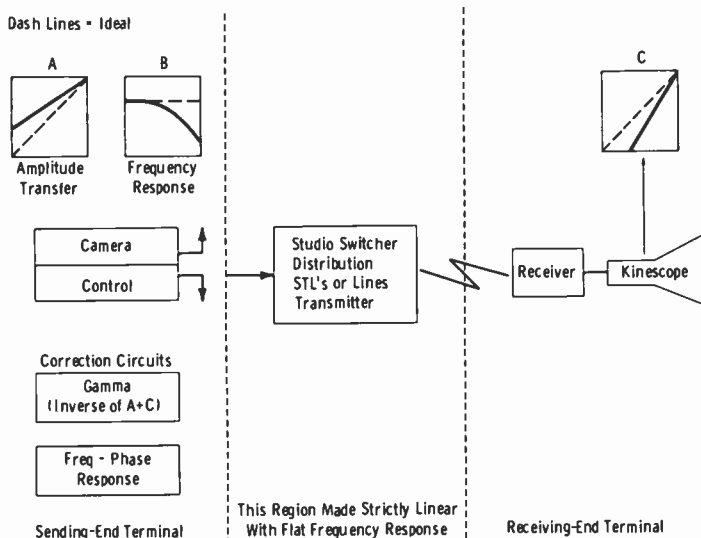 Dash Lines = Ideal
A
B
C
Amplitude
Transfer
Frequency
Response
Camera
Control
Studio Switcher
Distribution
STL's or Lines
Transmitter
Receiver
Kinescope
Correction Circuits
Gamma
(Inverse of A+C)
Freq - Phase
Response
Sending-End Terminal
This Region Made Strictly Linear
With Flat Frequency Response
Receiving-End Terminal